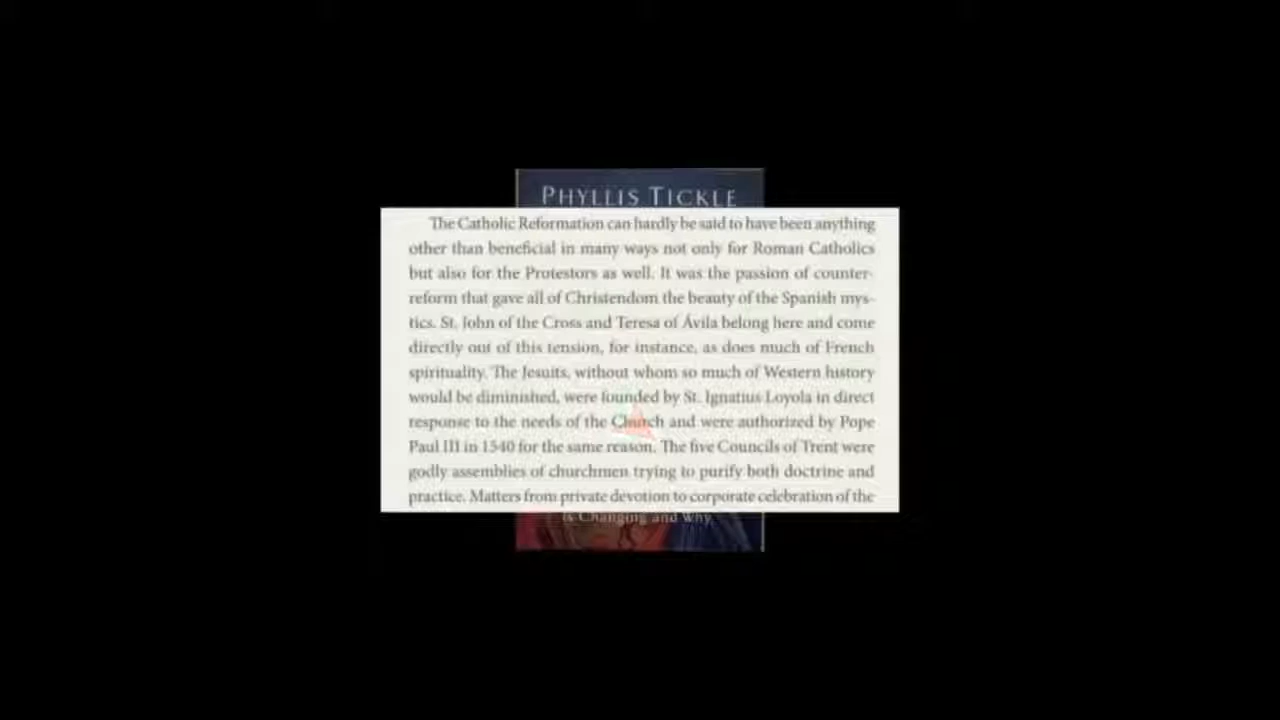 PHYLLIS TICKLE
The Catholic Reformation can hardly be said to have been anything
other than beneficial in many ways not only for Roman Catholics
but also for the Protestors as well. It was the passion of counter-
reform that gave all of Christendom the beauty of the Spanish mys-
tics. St. John of the Cross and Teresa of Ávila belong here and come
directly out of this tension, for instance, as does much of French
spirituality. The Jesuits, without whom so much of Western history
would be diminished, were founded by St. Ignatius Loyola in direct
response to the needs of the Church and were authorized by Pope
Paul III in 1540 for the same reason. The five Councils of Trent were
godly assemblies of churchmen trying to purify both doctrine and
practice. Matters from private devotion to corporate celebration of the
is Changing and Why